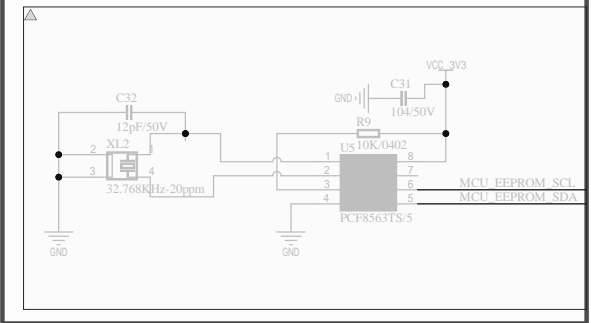 VCC_3V3
C31
GND
104/50V
C32
12pF/50V
R9
10K/0402
XL2
2
1
3
4
32.768KHz-20ppm
U5
1
8
2
7
3
6
MCU_EEPROM_SCL
4
5
MCU_EEPROM_SDA
PCF8563TS/5
GND
GND